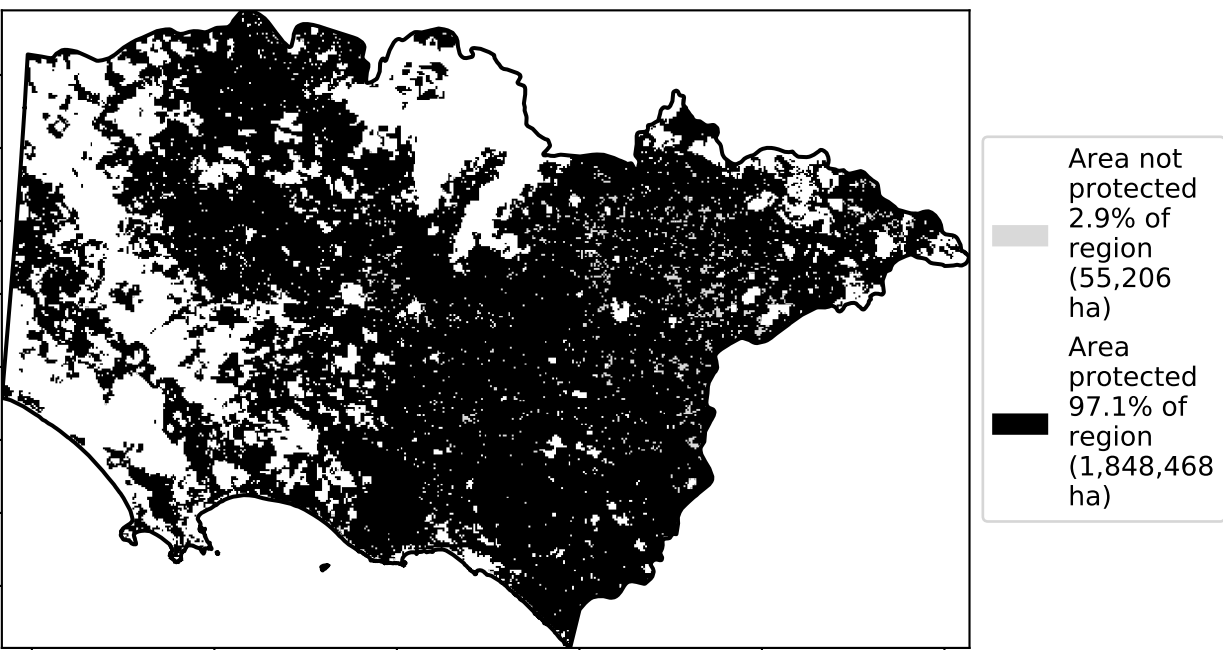 Area not
protected
2.9% of
region
(55,206
ha)
Area
protected
97.1% of
region
(1,848,468
ha)